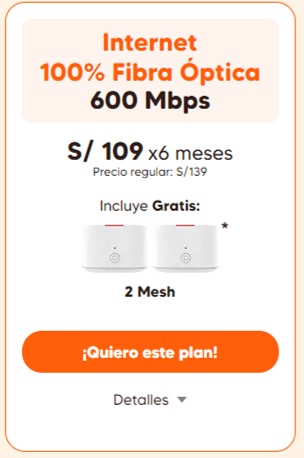 Internet
100% Fibra Óptica
600 Mbps
S/ 109 x6 meses
Precio regular: S/139
Incluye Gratis:
*
2 Mesh
¡Quiero este plan!
Detalles